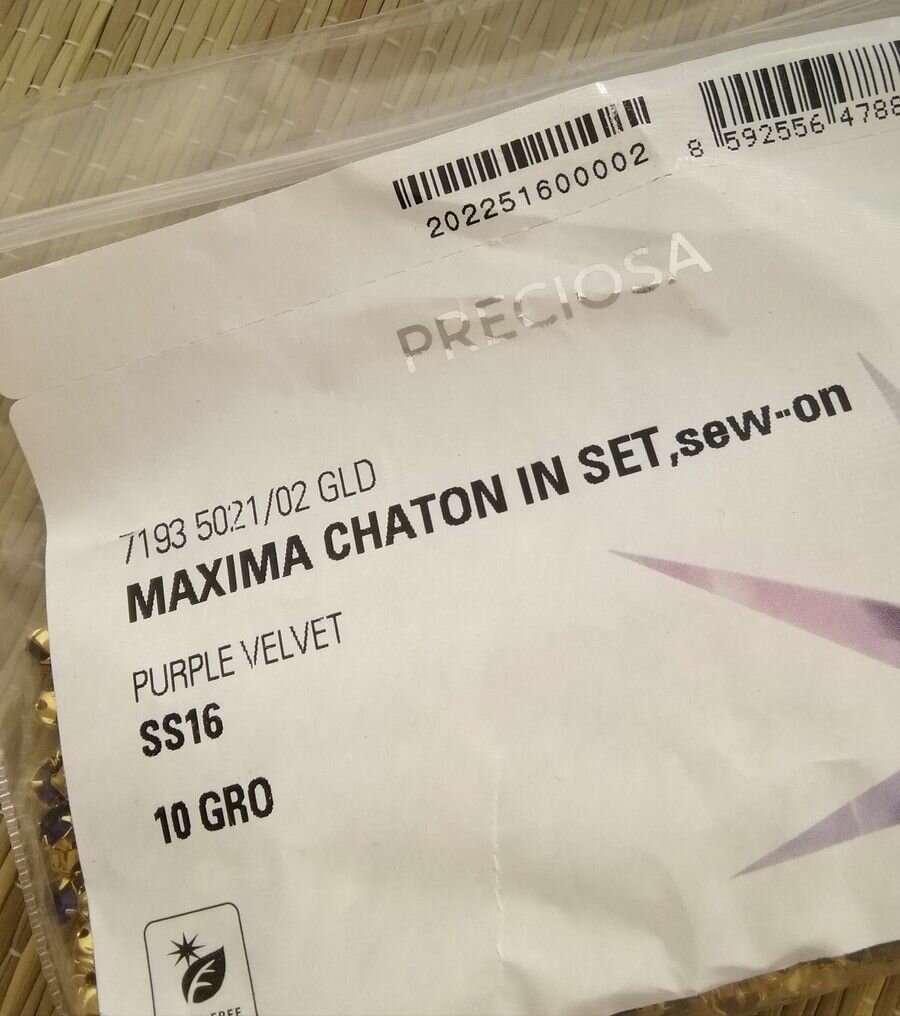 202251600002
8 592556 4788
PRECIOSA
7193 5021/02 GLD
MAXIMA CHATON IN SET,sew-on
PURPLE VELVET
SS16
10 GRO